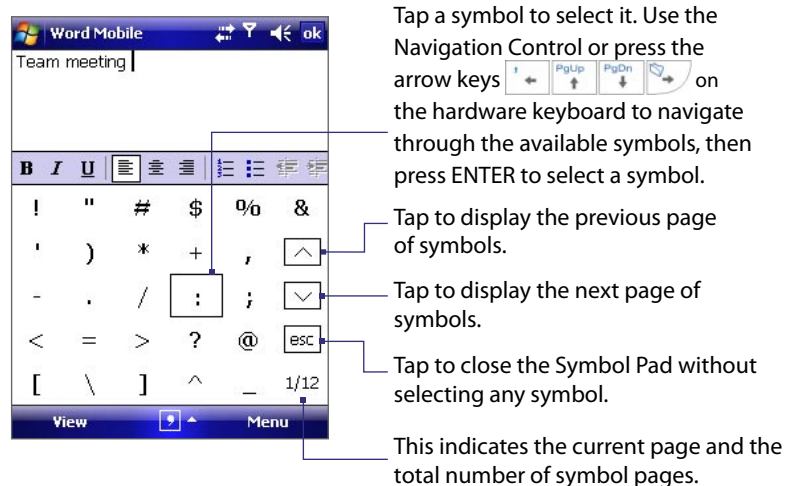 Word Mobile ok
Team meeting
B I U
! " # $ % &
' ) * + ,
- . / : ;
< = > ? @ esc
[ \ ] ^ _ 1/12
View Menu
Tap a symbol to select it. Use the
Navigation Control or press the
arrow keys ' PgUp PgDn on
the hardware keyboard to navigate
through the available symbols, then
press ENTER to select a symbol.
Tap to display the previous page
of symbols.
Tap to display the next page of
symbols.
Tap to close the Symbol Pad without
selecting any symbol.
This indicates the current page and the
total number of symbol pages.